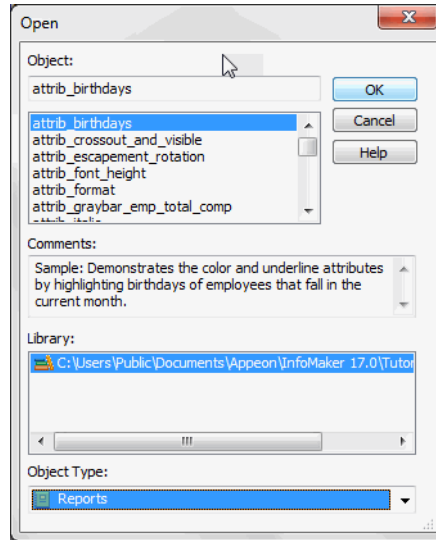 Open
Object:
attrib_birthdays
OK
attrib_birthdays
Cancel
attrib_crossout_and_visible
attrib_escapement_rotation
Help
attrib_font_height
attrib_format
attrib_graybar_emp_total_comp
attrib_italic
Comments:
Sample: Demonstrates the color and underline attributes
by highlighting birthdays of employees that fall in the
current month.
Library:
C:\Users\Public\Documents\Appeon\InfoMaker 17.0\Tutor
Object Type:
Reports